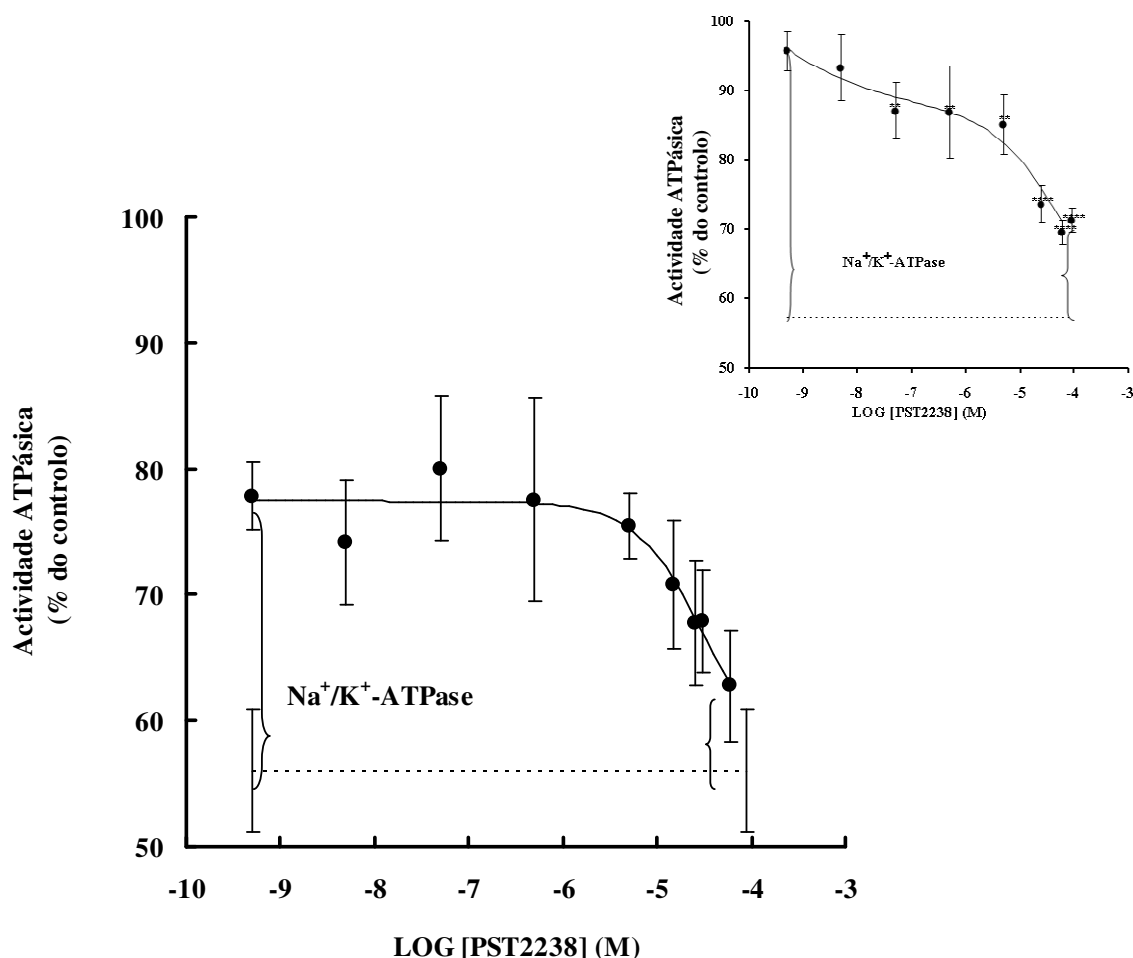 100
90
80
70
60
50
-10 -9 -8 -7 -6 -5 -4 -3
LOG [PST2238] (M)
Actividade ATPásica
(% do controlo)
Na⁺/K⁺-ATPase
**
**
**
****
****
****
100
90
80
70
60
50
-10 -9 -8 -7 -6 -5 -4 -3
LOG [PST2238] (M)
Actividade ATPásica
(% do controlo)
Na⁺/K⁺-ATPase